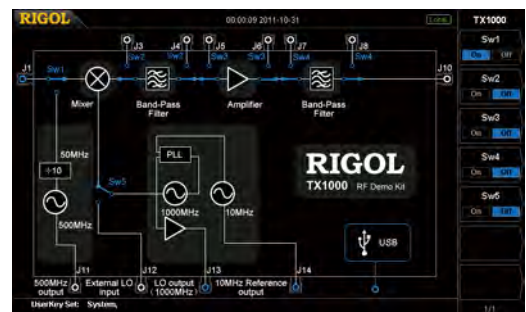 RIGOL
00:00:09 2011-10-31
Local
TX1000
J3
J4
J5
J6
J7
J8
Sw2
Sw2
Sw3
Sw3
Sw4
Sw4
J1
Sw1
J10
Mixer
Band-Pass
Filter
Amplifier
Band-Pass
Filter
50MHz
÷10
500MHz
Sw5
PLL
1000MHz
10MHz
RIGOL
TX1000 RF Demo Kit
USB
J11
J12
J13
J14
500MHz
output
External LO
input
LO output
(1000MHz)
10MHz Reference
output
UserKey Set: System,
Sw1
On Off
Sw2
On Off
Sw3
On Off
Sw4
On Off
Sw5
On Off
1/1